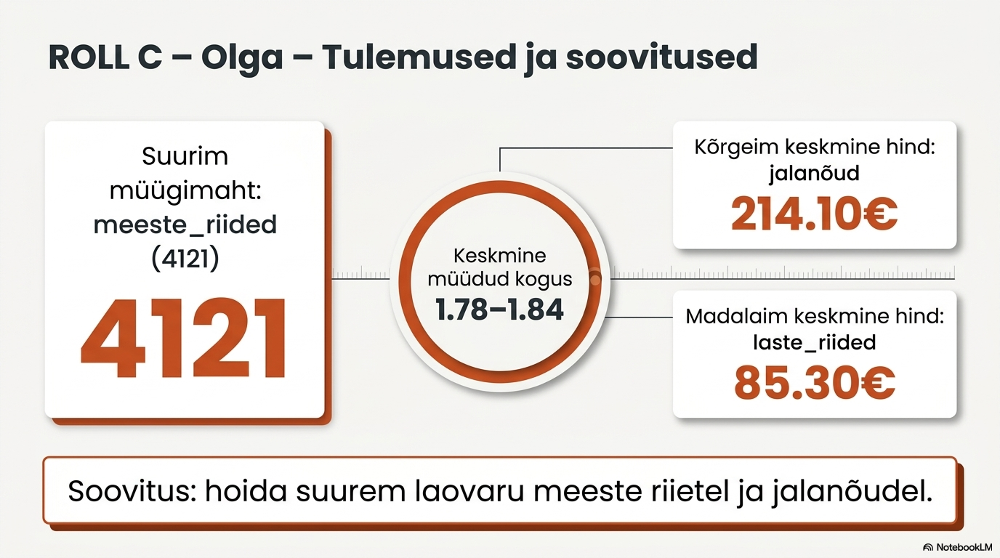 ROLL C – Olga – Tulemused ja soovitused
Suurim
müügimaht:
meeste_riided
(4121)
4121
Keskmine
müüdud kogus
1.78–1.84
Kõrgeim keskmine hind:
jalanõud
214.10€
Madalaim keskmine hind:
laste_riided
85.30€
Soovitus: hoida suurem laovaru meeste riietel ja jalanõudel.
NotebookLM